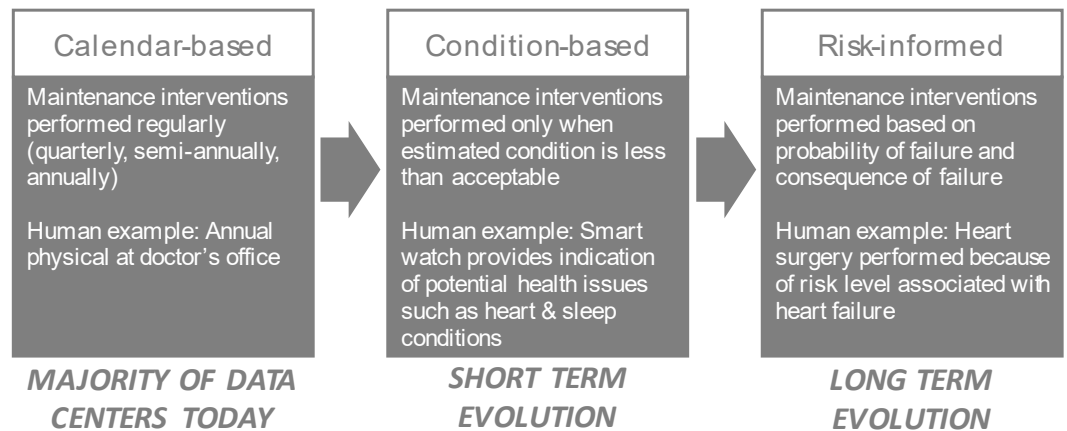 Calendar-based
Maintenance interventions
performed regularly
(quarterly, semi-annually,
annually)
Human example: Annual
physical at doctor's office
MAJORITY OF DATA
CENTERS TODAY
Condition-based
Maintenance interventions
performed only when
estimated condition is less
than acceptable
Human example: Smart
watch provides indication
of potential health issues
such as heart & sleep
conditions
SHORT TERM
EVOLUTION
Risk-informed
Maintenance interventions
performed based on
probability of failure and
consequence of failure
Human example: Heart
surgery performed because
of risk level associated with
heart failure
LONG TERM
EVOLUTION